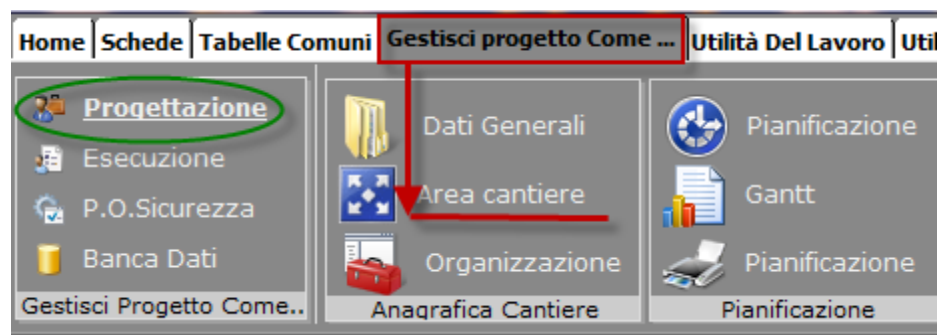 Home Schede Tabelle Comuni Gestisci progetto Come ... Utilità Del Lavoro Util
Progettazione
Esecuzione
P.O.Sicurezza
Banca Dati
Gestisci Progetto Come..
Dati Generali
Area cantiere
Organizzazione
Anagrafica Cantiere
Pianificazione
Gantt
Pianificazione
Pianificazione